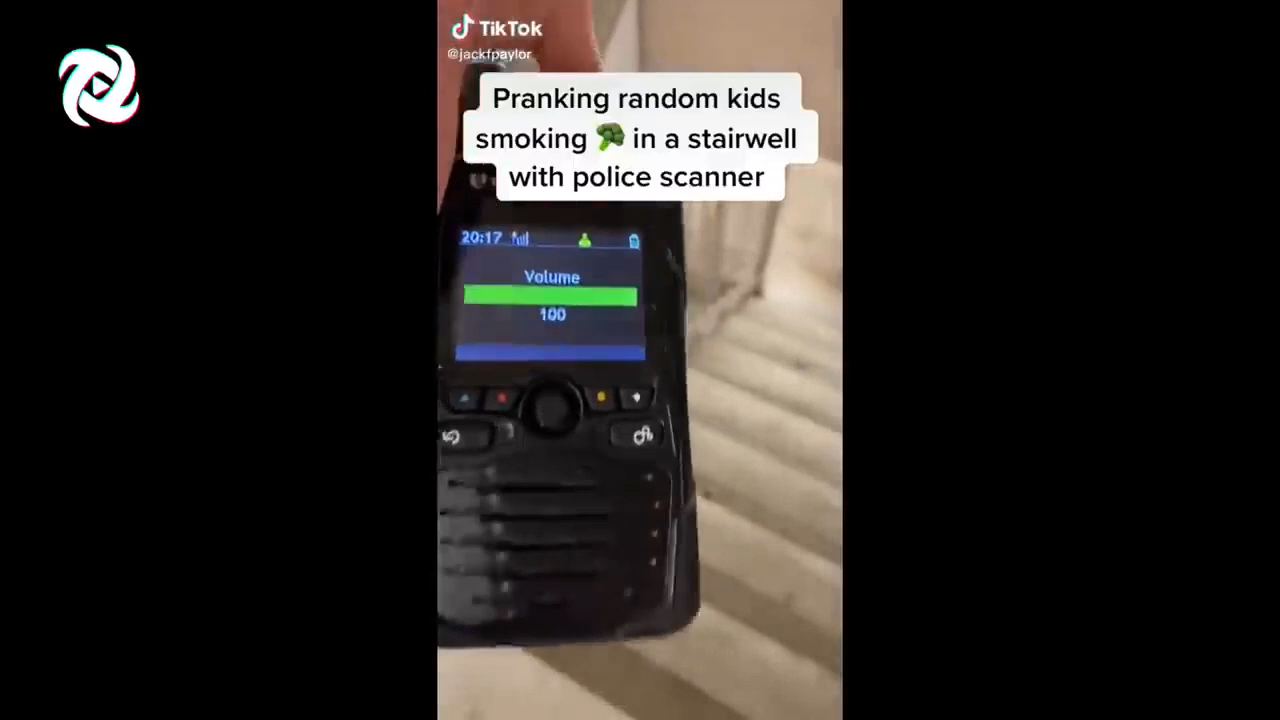 TikTok
@jackfpaylor
Pranking random kids
smoking 🥦 in a stairwell
with police scanner
20:17
Volume
100